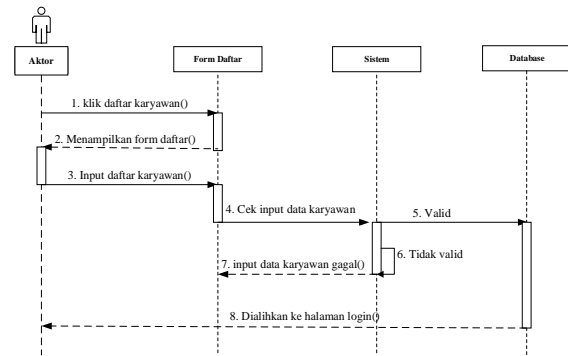 Aktor
Form Daftar
Sistem
Database
1. klik daftar karyawan()
2. Menampilkan form daftar()
3. Input daftar karyawan()
4. Cek input data karyawan
5. Valid
6. Tidak valid
7. input data karyawan gagal()
8. Dialihkan ke halaman login()